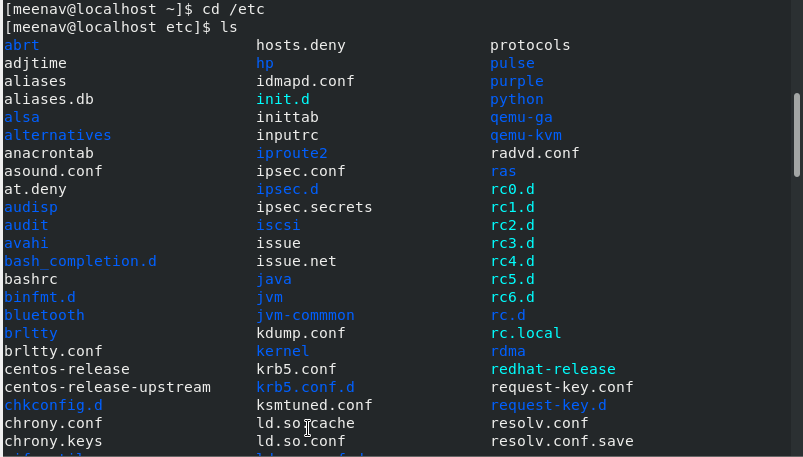 [meenav@localhost ~]$ cd /etc
[meenav@localhost etc]$ ls
abrt hosts.deny protocols
adjtime hp pulse
aliases idmapd.conf purple
aliases.db init.d python
alsa inittab qemu-ga
alternatives inputrc qemu-kvm
anacrontab iproute2 radvd.conf
asound.conf ipsec.conf ras
at.deny ipsec.d rc0.d
audisp ipsec.secrets rc1.d
audit iscsi rc2.d
avahi issue rc3.d
bash_completion.d issue.net rc4.d
bashrc java rc5.d
binfmt.d jvm rc6.d
bluetooth jvm-commmon rc.d
brltty kdump.conf rc.local
brltty.conf kernel rdma
centos-release krb5.conf redhat-release
centos-release-upstream krb5.conf.d request-key.conf
chkconfig.d ksmtuned.conf request-key.d
chrony.conf ld.so.cache resolv.conf
chrony.keys ld.so.conf resolv.conf.save